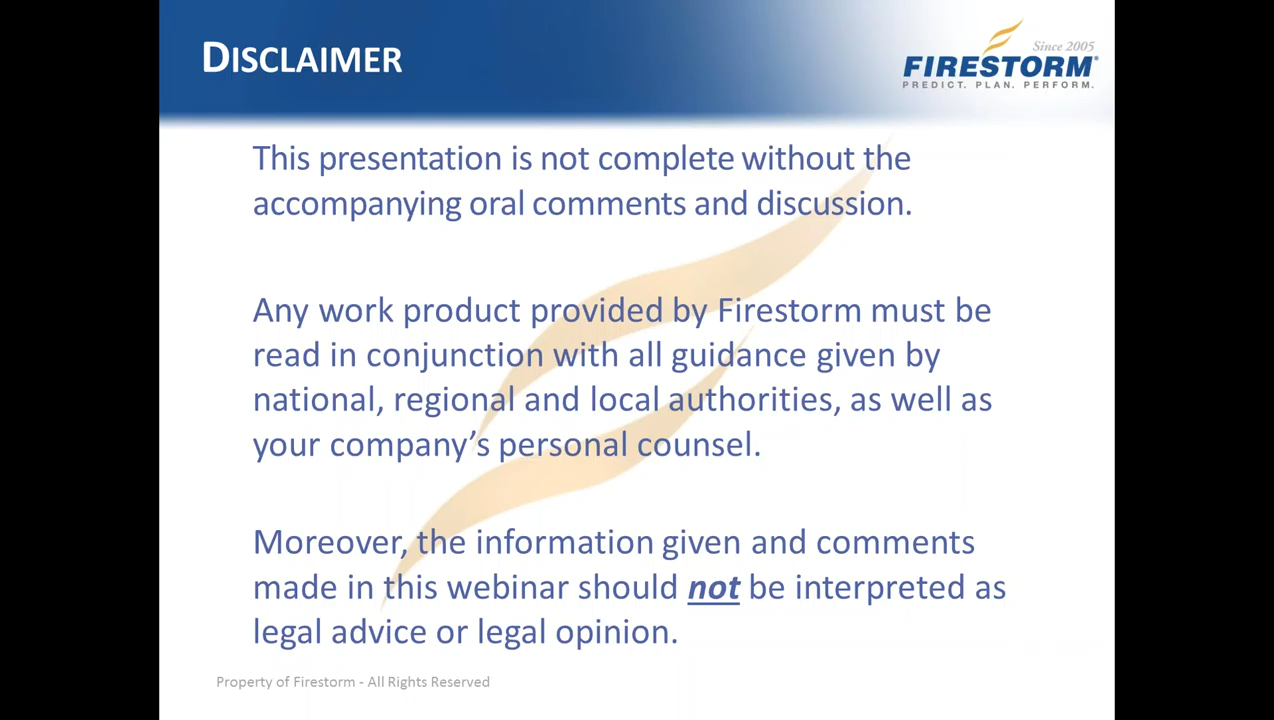 DISCLAIMER
Since 2005
FIRESTORM®
PREDICT. PLAN. PERFORM.
This presentation is not complete without the
accompanying oral comments and discussion.
Any work product provided by Firestorm must be
read in conjunction with all guidance given by
national, regional and local authorities, as well as
your company’s personal counsel.
Moreover, the information given and comments
made in this webinar should not be interpreted as
legal advice or legal opinion.
Property of Firestorm - All Rights Reserved